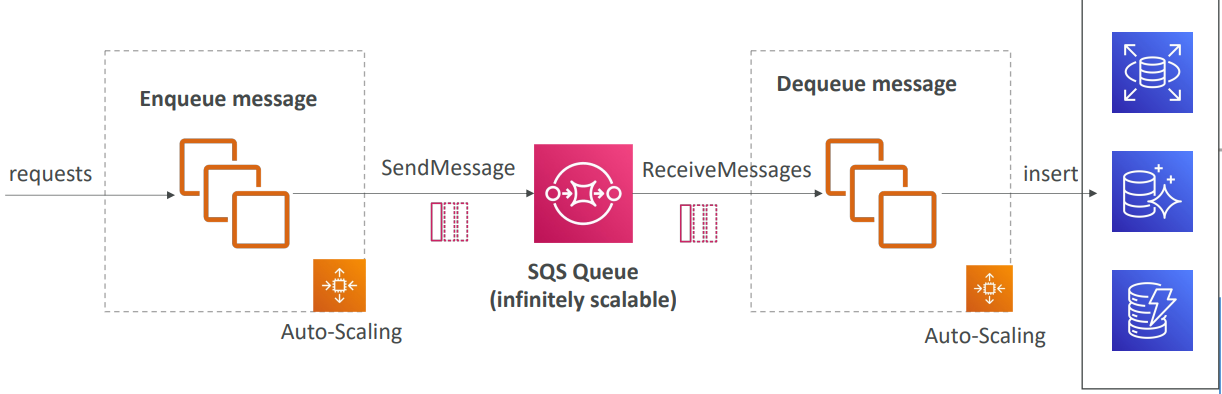 Enqueue message
Dequeue message
requests
SendMessage
ReceiveMessages
insert
SQS Queue
(infinitely scalable)
Auto-Scaling
Auto-Scaling